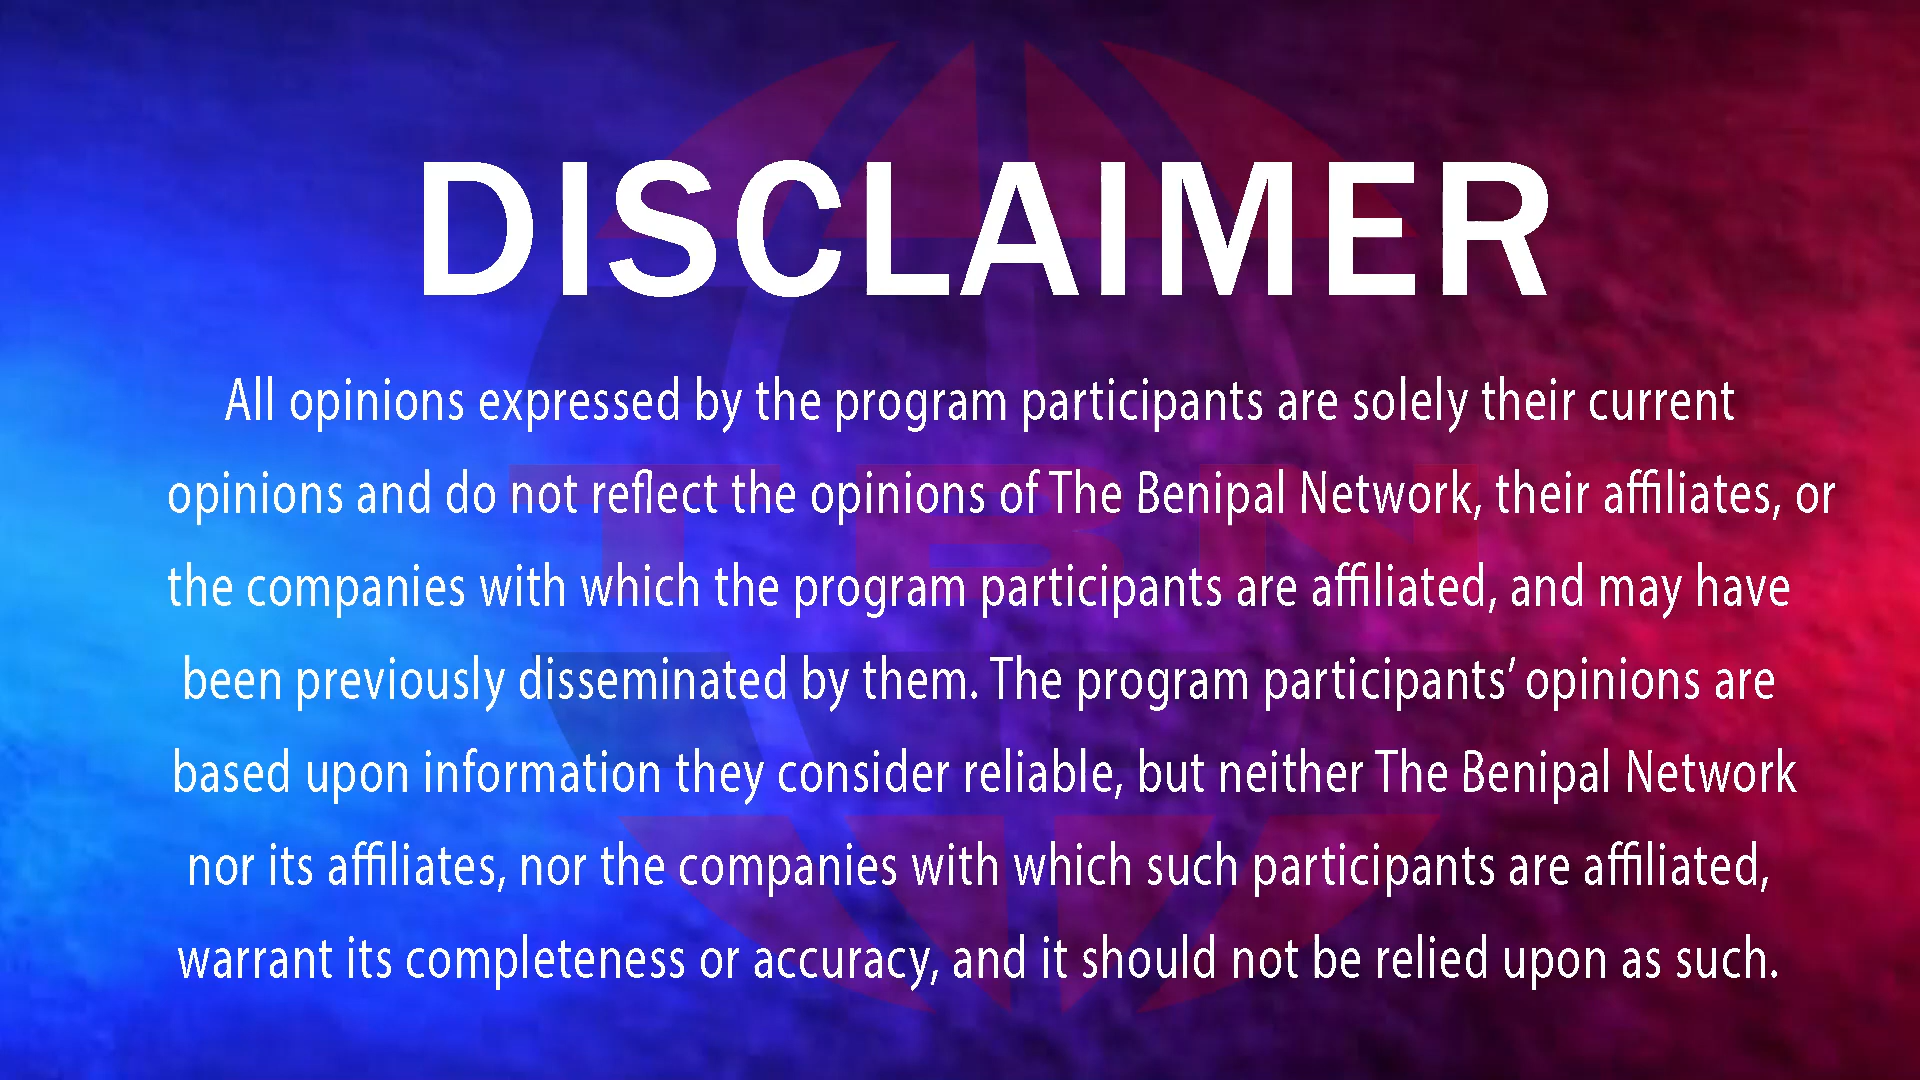 DISCLAIMER
All opinions expressed by the program participants are solely their current
opinions and do not reflect the opinions of The Benipal Network, their affiliates, or
the companies with which the program participants are affiliated, and may have
been previously disseminated by them. The program participants’ opinions are
based upon information they consider reliable, but neither The Benipal Network
nor its affiliates, nor the companies with which such participants are affiliated,
warrant its completeness or accuracy, and it should not be relied upon as such.
TBN